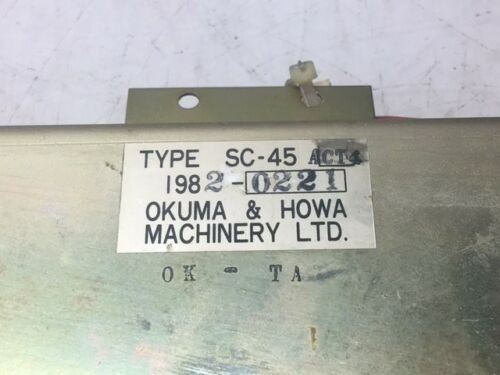 TYPE SC-45 ACT4
1982-0221
OKUMA & HOWA
MACHINERY LTD.
OK-TA